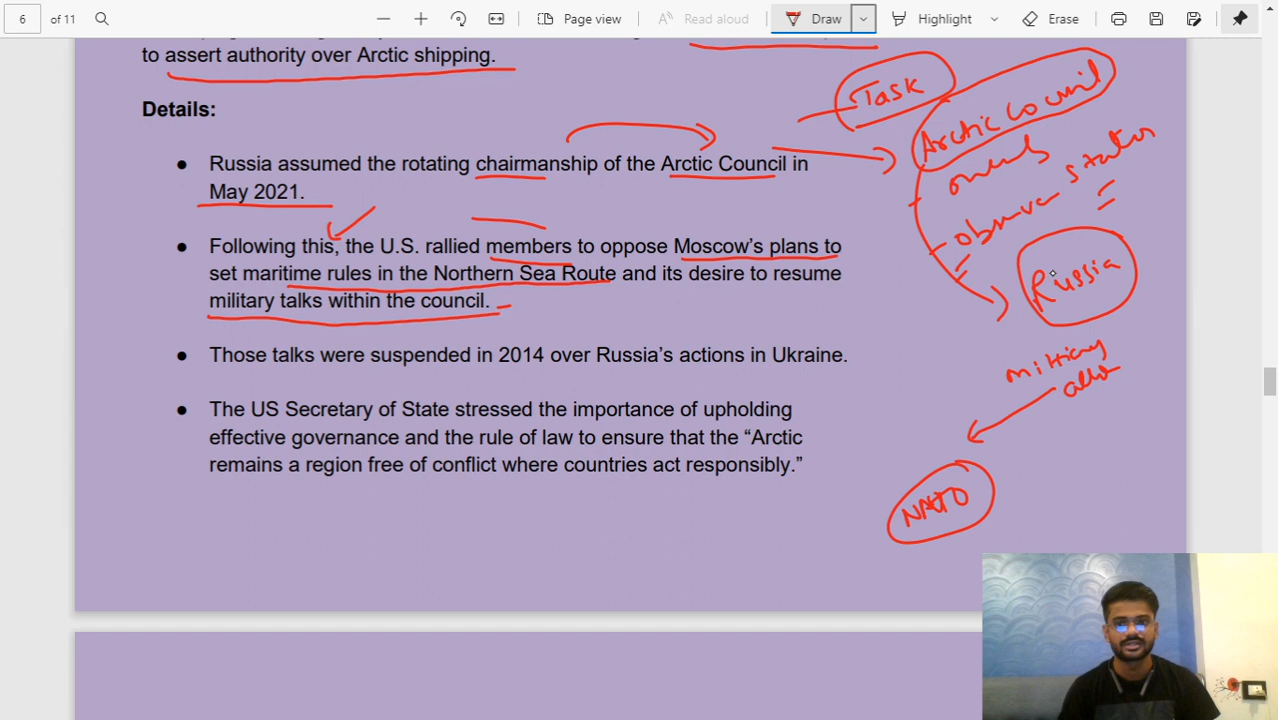 6 of 11 Page view Read aloud Draw Highlight Erase
to assert authority over Arctic shipping.
Details:
● Russia assumed the rotating chairmanship of the Arctic Council in
May 2021.
● Following this, the U.S. rallied members to oppose Moscow's plans to
set maritime rules in the Northern Sea Route and its desire to resume
military talks within the council.
● Those talks were suspended in 2014 over Russia's actions in Ukraine.
● The US Secretary of State stressed the importance of upholding
effective governance and the rule of law to ensure that the “Arctic
remains a region free of conflict where countries act responsibly.”
Task
Arctic Council
status
Russia
NATO